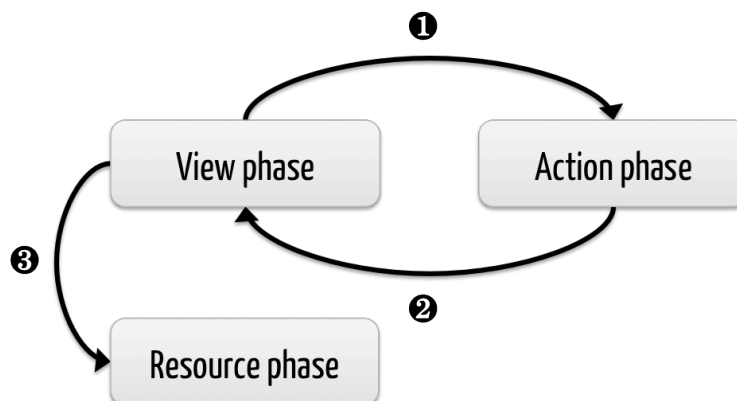 ❶
View phase
Action phase
❸
❷
Resource phase